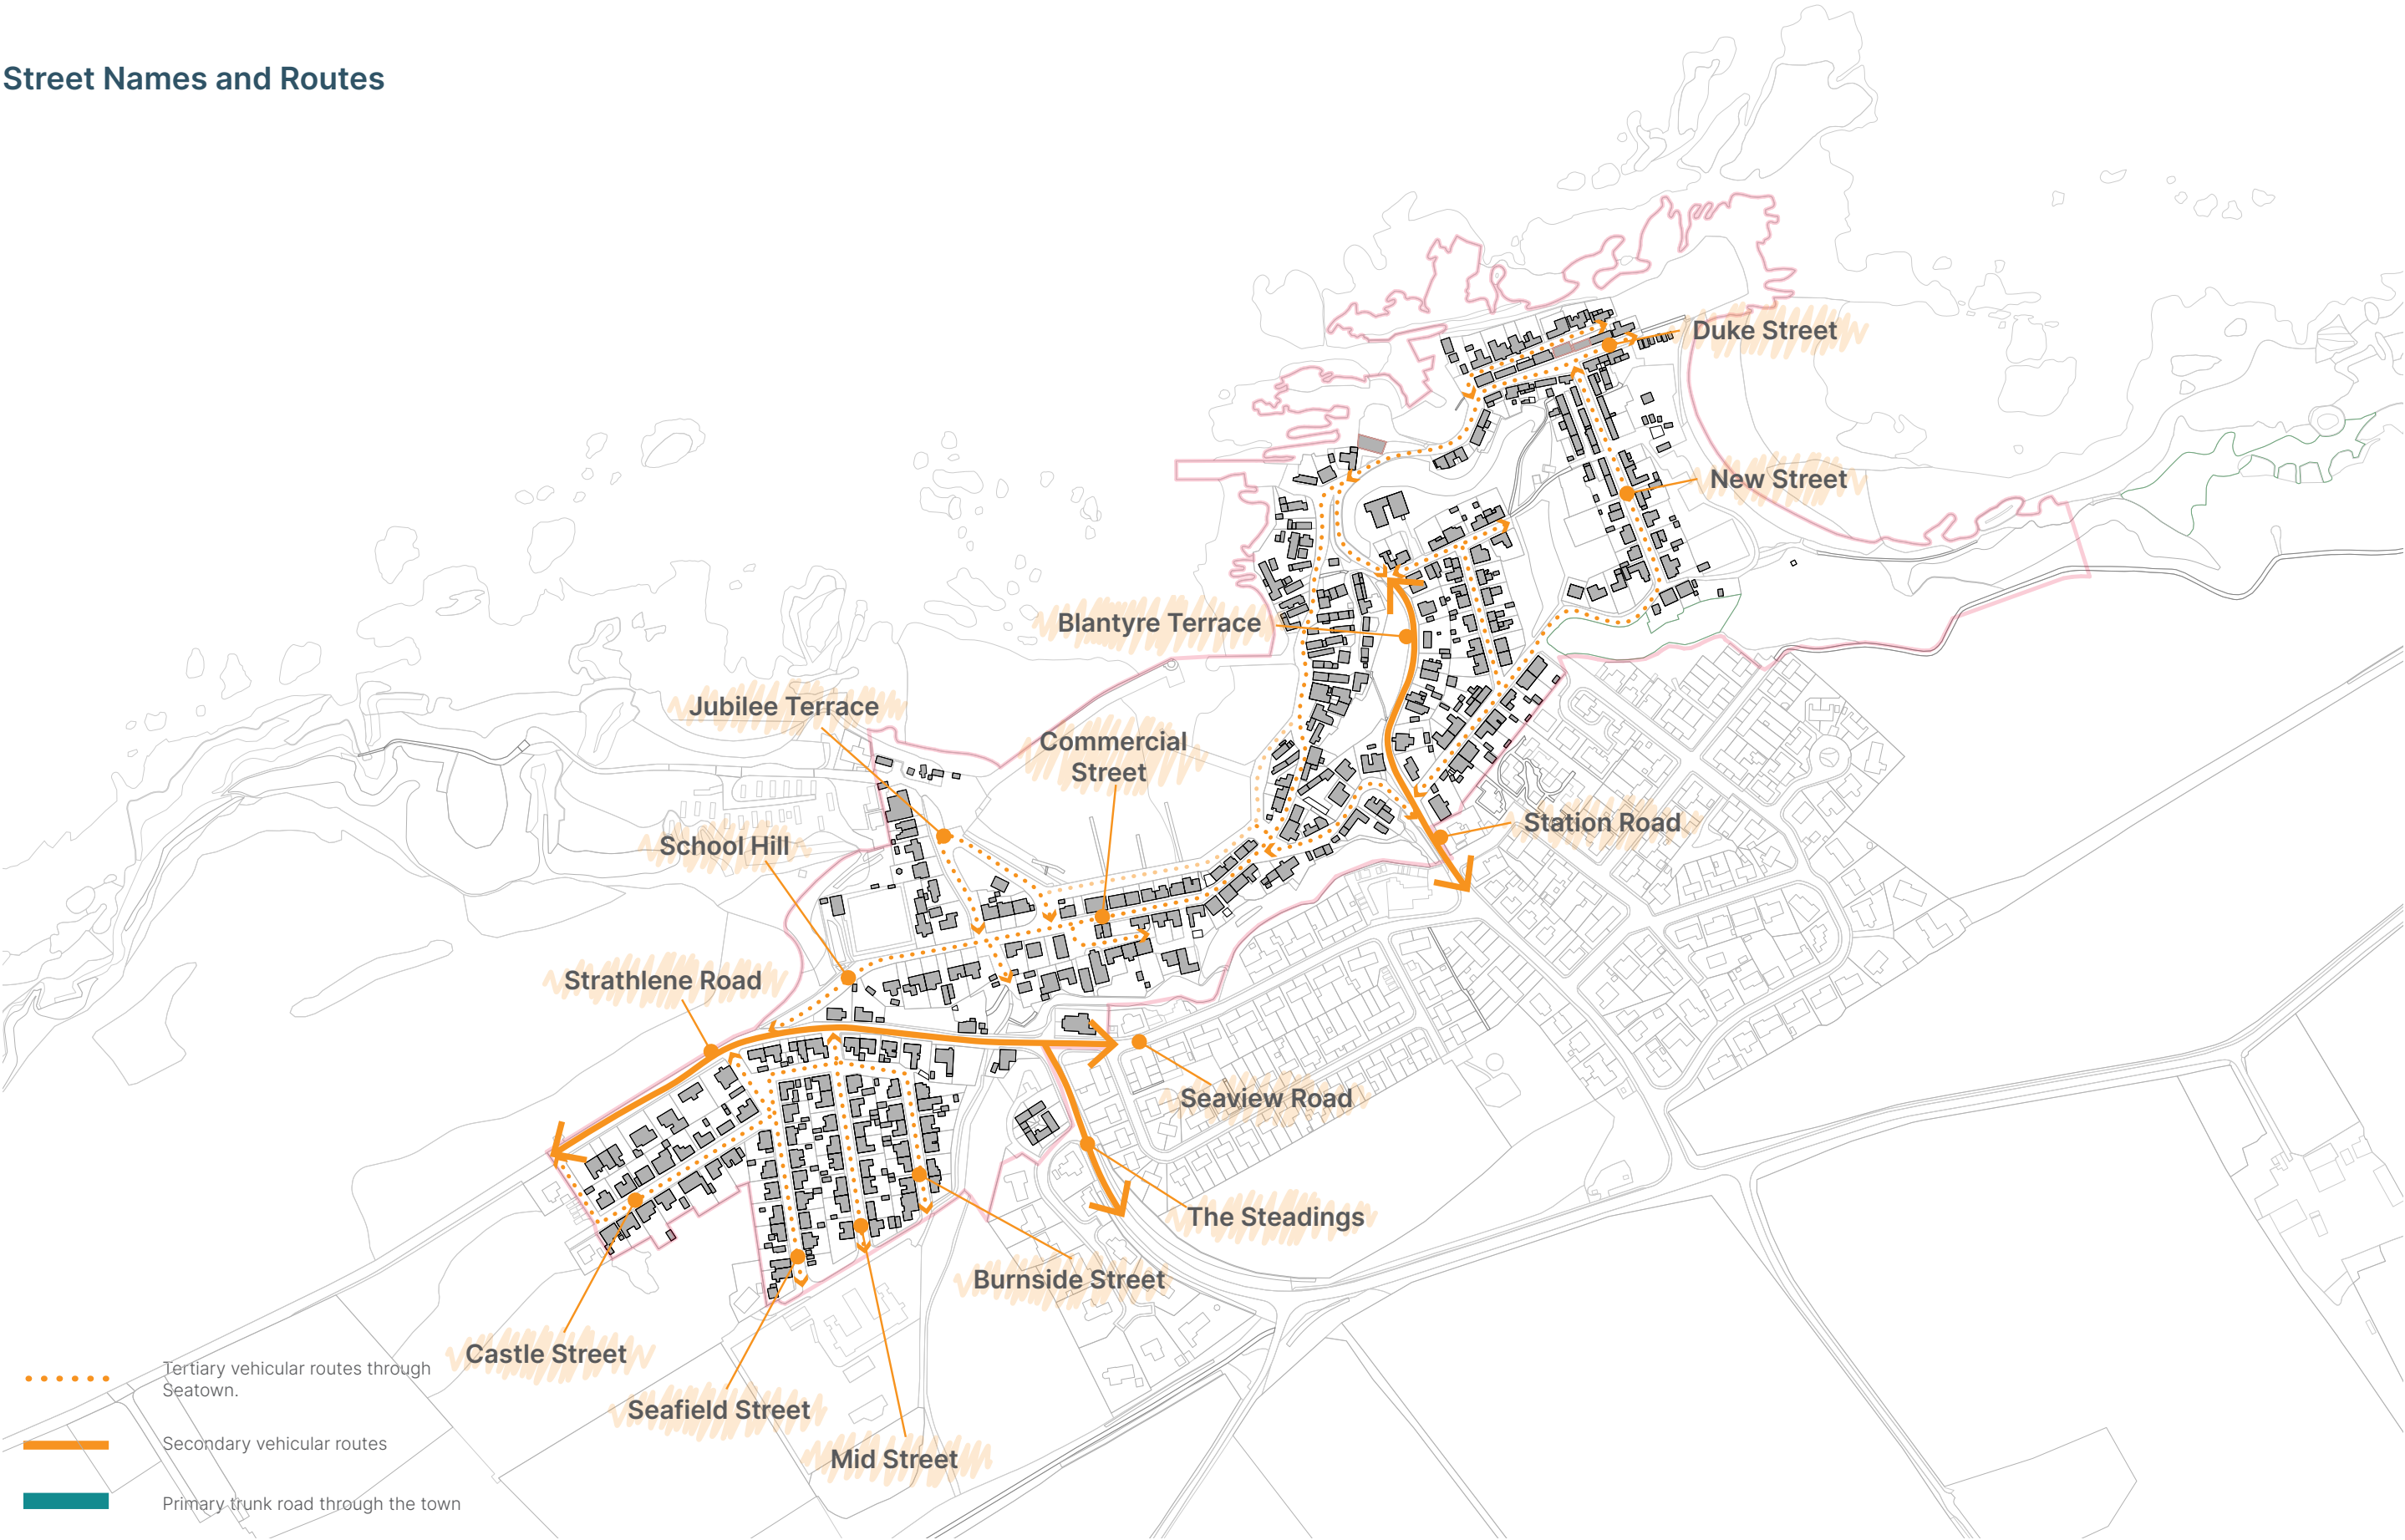 Street Names and Routes
Duke Street
New Street
Blantyre Terrace
Jubilee Terrace
Commercial
Street
Station Road
School Hill
Strathlene Road
Seaview Road
The Steadings
Burnside Street
Castle Street
Seafield Street
Mid Street
Tertiary vehicular routes through
Seatown.
Secondary vehicular routes
Primary trunk road through the town